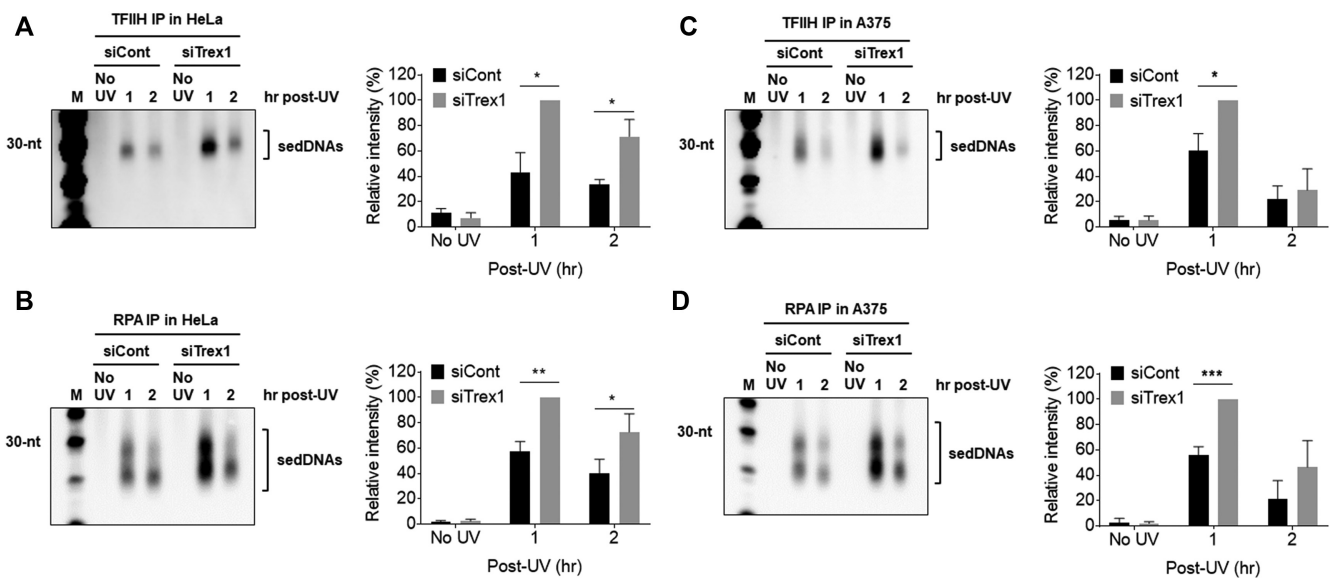 A
TFIIH IP in HeLa
siCont siTrex1
M No UV 1 2 No UV 1 2 hr post-UV
30-nt
sedDNAs
siCont
siTrex1
Relative intensity (%)
120
100
80
60
40
20
0
*
*
No UV 1 2
Post-UV (hr)
C
TFIIH IP in A375
siCont siTrex1
M No UV 1 2 No UV 1 2 hr post-UV
30-nt
sedDNAs
siCont
siTrex1
Relative intensity (%)
120
100
80
60
40
20
0
*
No UV 1 2
Post-UV (hr)
B
RPA IP in HeLa
siCont siTrex1
M No UV 1 2 No UV 1 2 hr post-UV
30-nt
sedDNAs
siCont
siTrex1
Relative intensity (%)
120
100
80
60
40
20
0
**
*
No UV 1 2
Post-UV (hr)
D
RPA IP in A375
siCont siTrex1
M No UV 1 2 No UV 1 2 hr post-UV
30-nt
sedDNAs
siCont
siTrex1
Relative intensity (%)
120
100
80
60
40
20
0
***
No UV 1 2
Post-UV (hr)